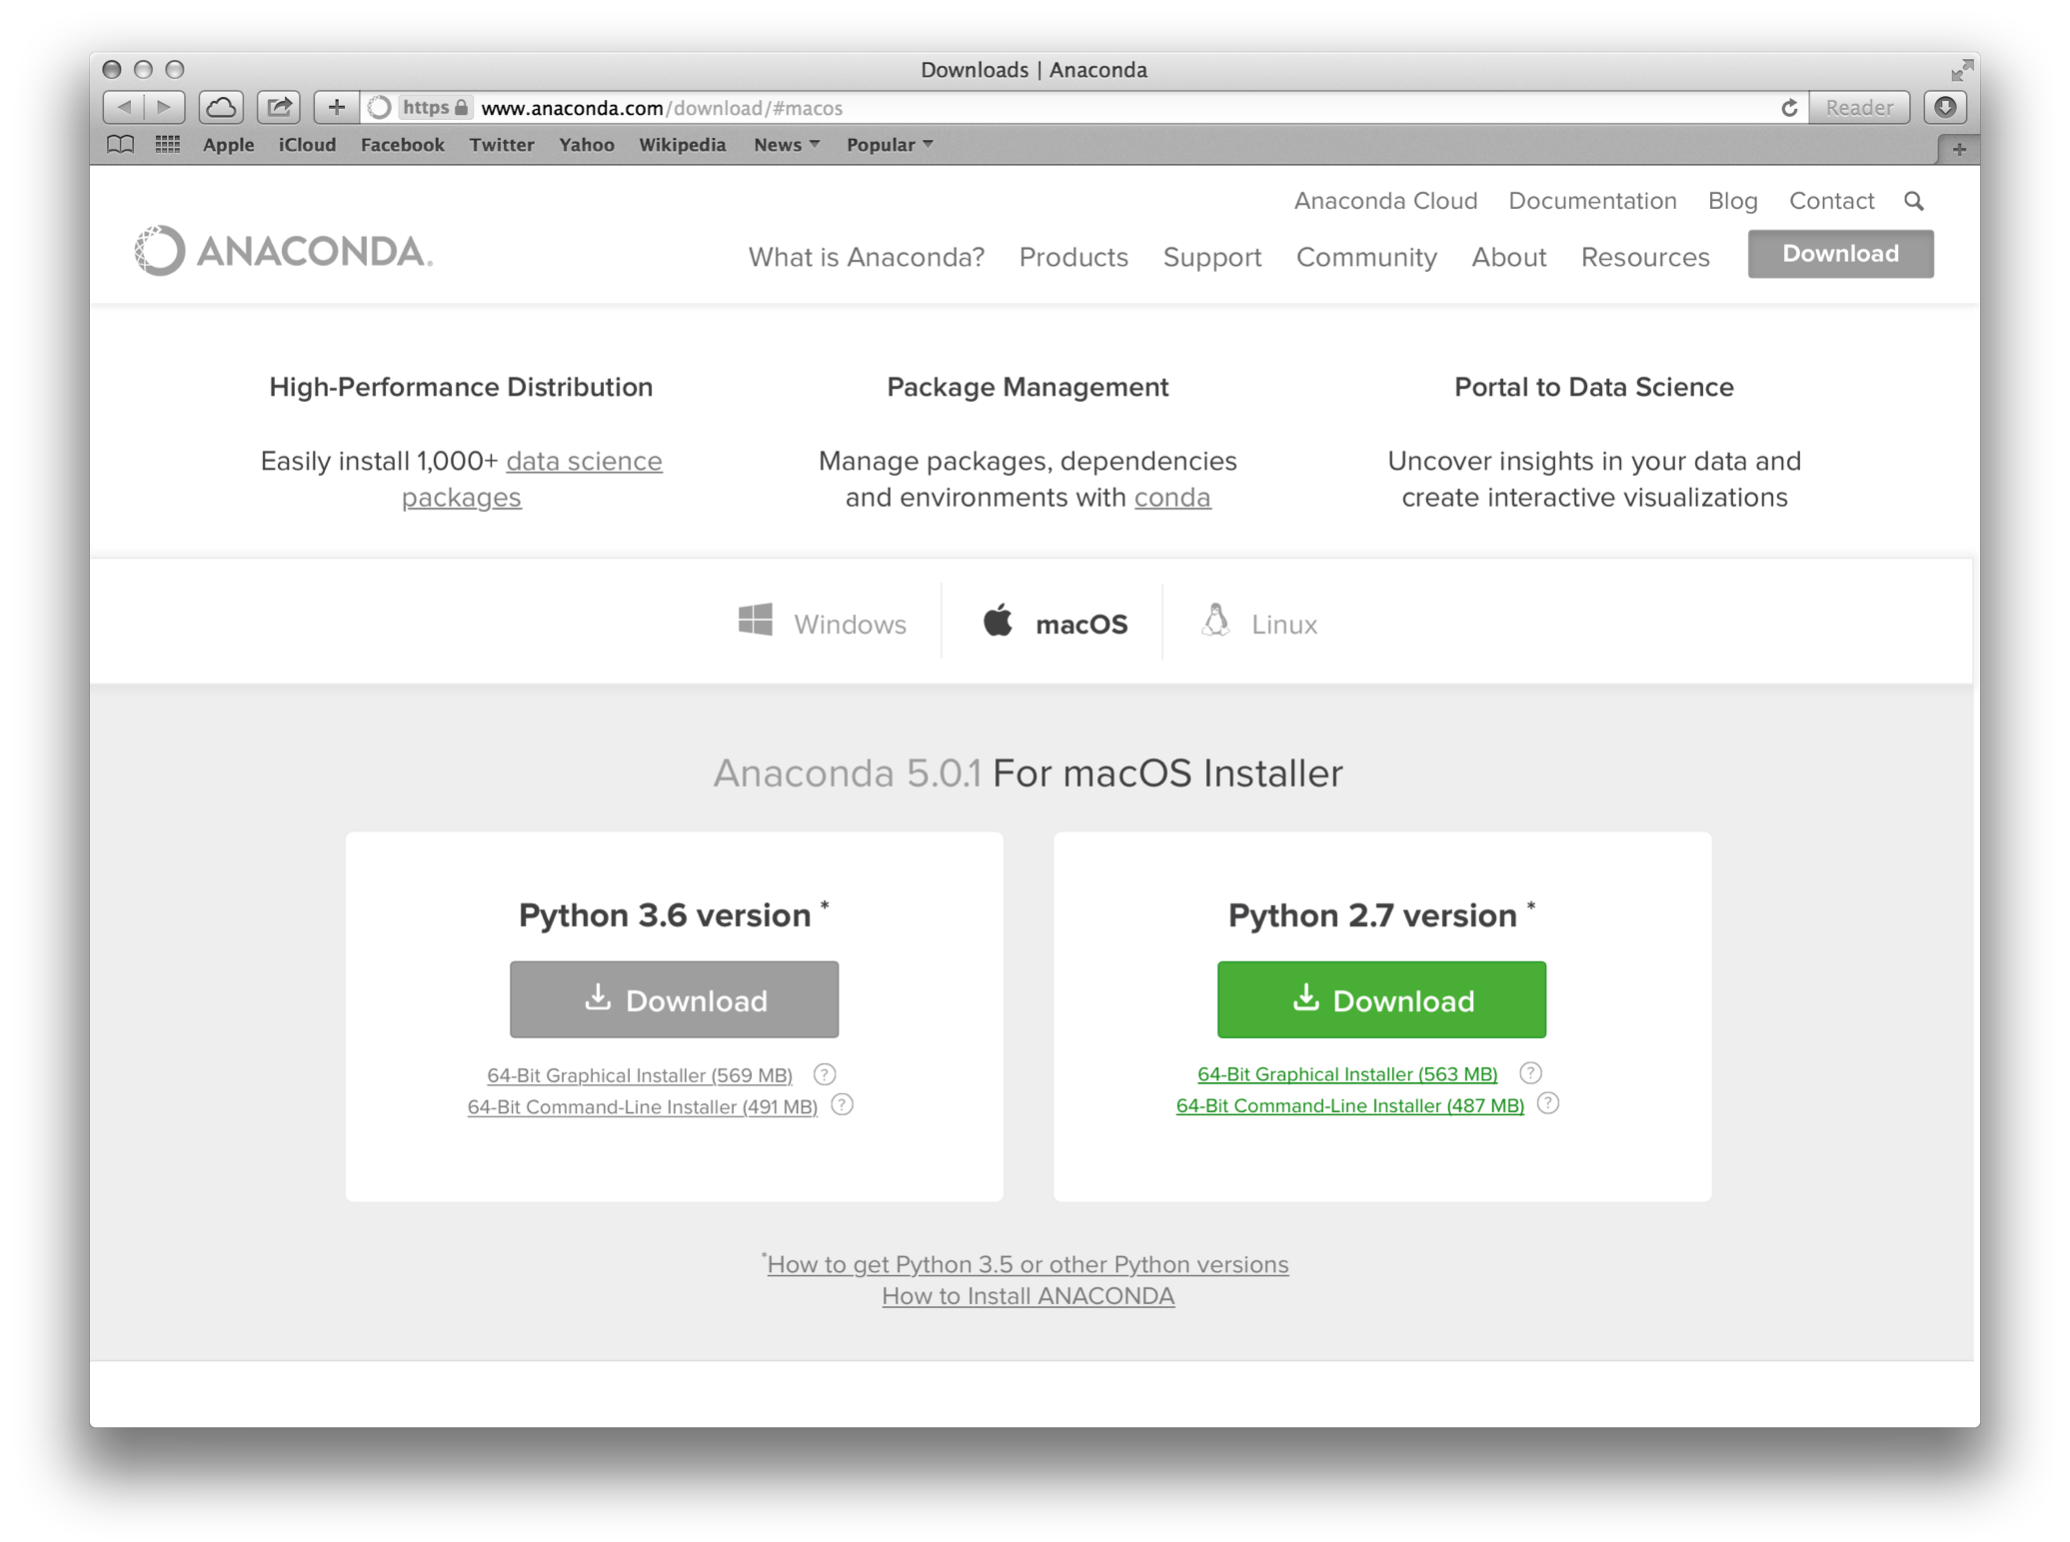 Downloads | Anaconda
https www.anaconda.com/download/#macos Reader
Apple iCloud Facebook Twitter Yahoo Wikipedia News Popular
Anaconda Cloud Documentation Blog Contact
ANACONDA.
What is Anaconda? Products Support Community About Resources Download
High-Performance Distribution
Easily install 1,000+ data science
packages
Package Management
Manage packages, dependencies
and environments with conda
Portal to Data Science
Uncover insights in your data and
create interactive visualizations
Windows macOS Linux
Anaconda 5.0.1 For macOS Installer
Python 3.6 version *
Download
64-Bit Graphical Installer (569 MB) ?
64-Bit Command-Line Installer (491 MB) ?
Python 2.7 version *
Download
64-Bit Graphical Installer (563 MB) ?
64-Bit Command-Line Installer (487 MB) ?
*How to get Python 3.5 or other Python versions
How to Install ANACONDA